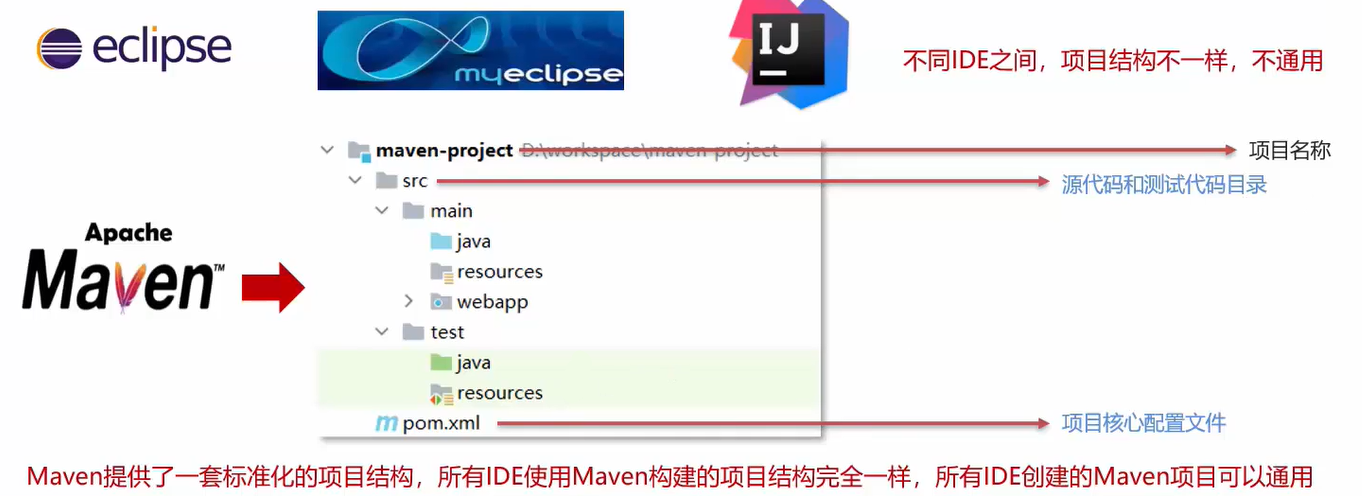 eclipse
myeclipse
IJ
不同IDE之间，项目结构不一样，不通用
maven-project D:\workspace\maven-project
项目名称
src
源代码和测试代码目录
main
java
resources
webapp
test
java
resources
pom.xml
项目核心配置文件
Apache
Maven™
Maven提供了一套标准化的项目结构，所有IDE使用Maven构建的项目结构完全一样，所有IDE创建的Maven项目可以通用